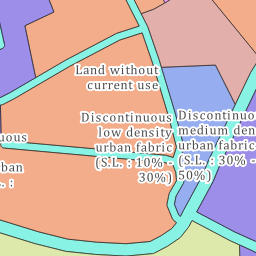 Land without
current use
Discontinuous
low density
urban fabric
(S.L. : 10% -
30%)
Discontinuou
medium den
urban fabric
(S.L. : 30% -
50%)
uous
ban
. :